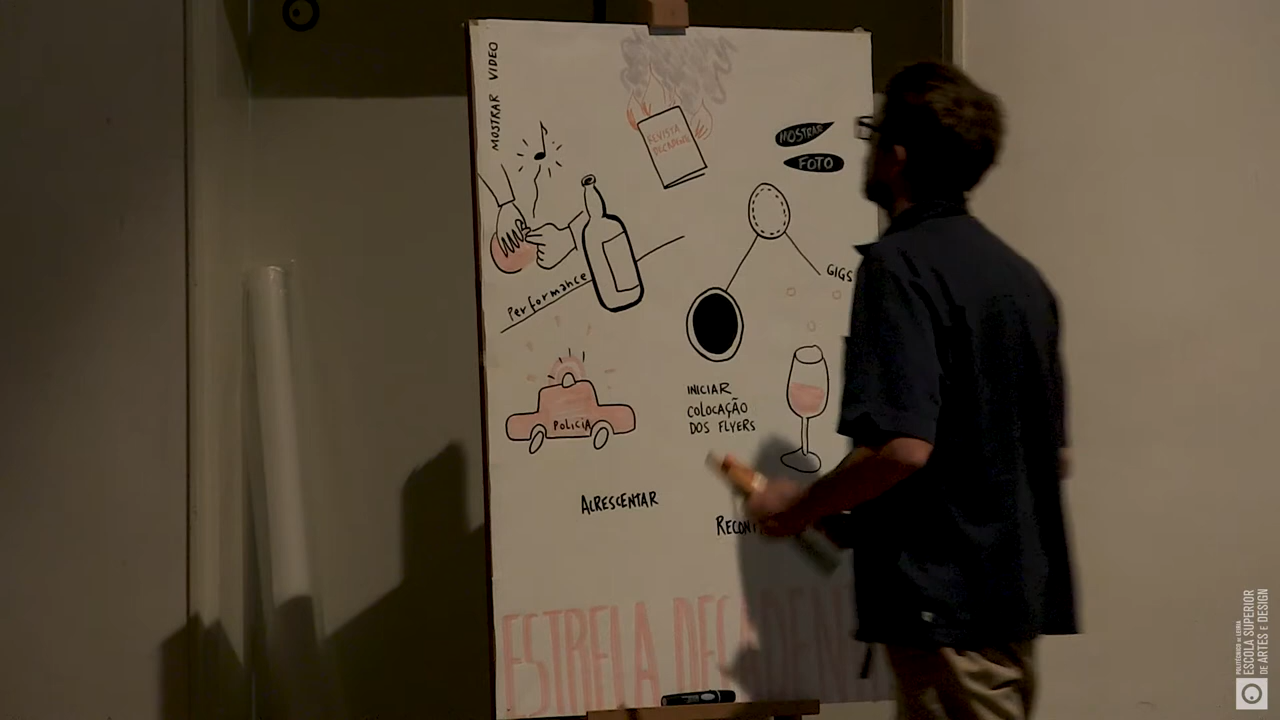 MOSTRAR VIDEO
REVISTA
DECADENTE
MOSTRAR
FOTO
GIGS
Performance
INICIAR
COLOCAÇÃO
DOS FLYERS
POLICIA
ACRESCENTAR
ESTRELA
POLITÉCNICO DE LEIRIA
ESCOLA SUPERIOR
DE ARTES E DESIGN